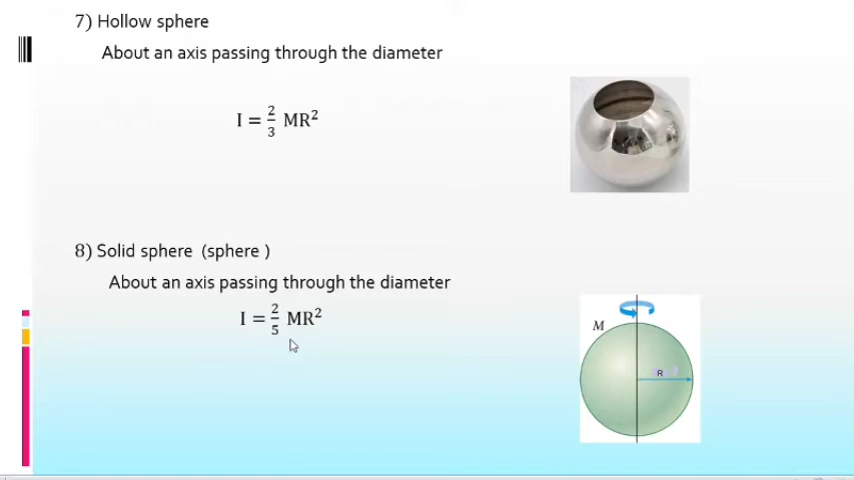 7) Hollow sphere
About an axis passing through the diameter
I = 2/3 MR²
8) Solid sphere (sphere )
About an axis passing through the diameter
I = 2/5 MR²
M
R